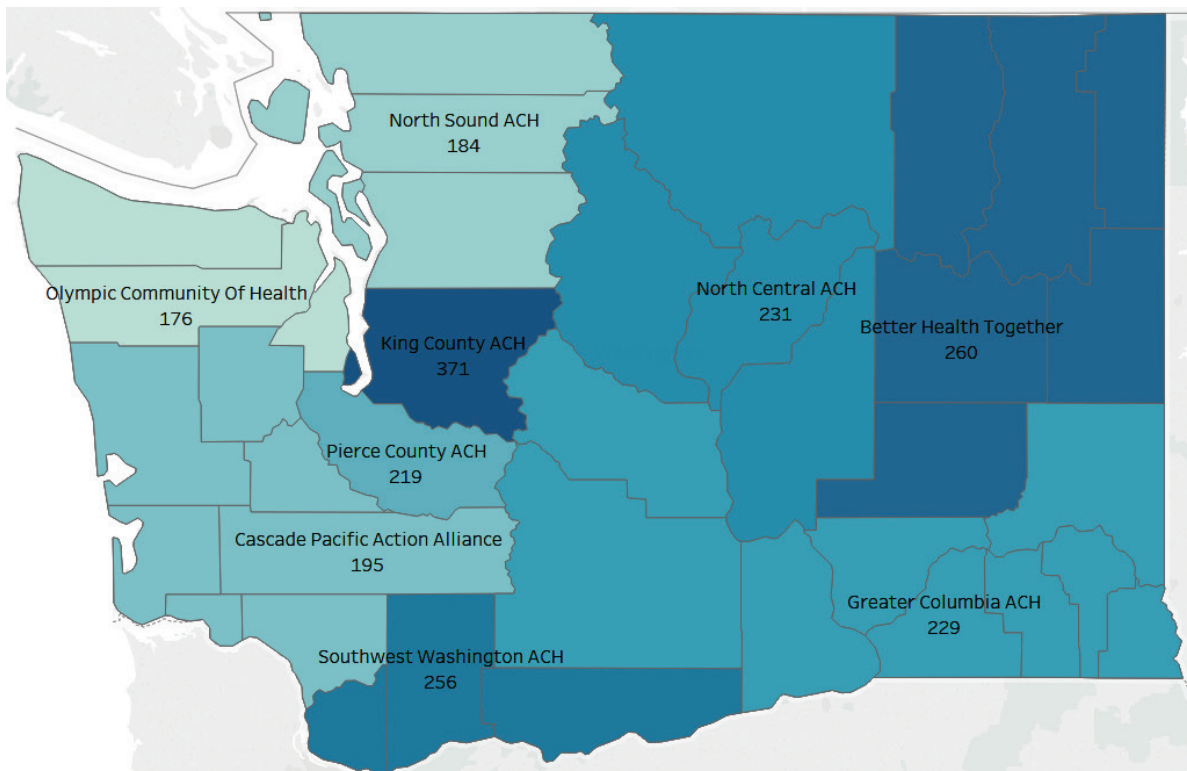 North Sound ACH
184
Olympic Community Of Health
176
North Central ACH
231
King County ACH
371
Better Health Together
260
Pierce County ACH
219
Cascade Pacific Action Alliance
195
Greater Columbia ACH
229
Southwest Washington ACH
256